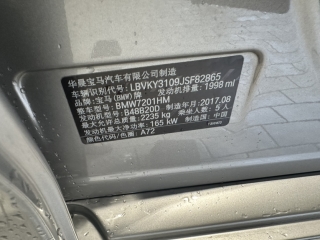 华晨宝马汽车有限公司制造
车辆识别代号: LBVKY3109JSF82865
发动机排量: 1998 ml
品牌: 宝马(BMW)牌
型号: BMW7201HM
发动机型号: B48B20D 制造年月: 2017.08
最大允许总质量: 2235 kg 乘坐人数: 5 人
发动机最大净功率: 165 kW 制造国: 中国
颜色代码/色圈: A72